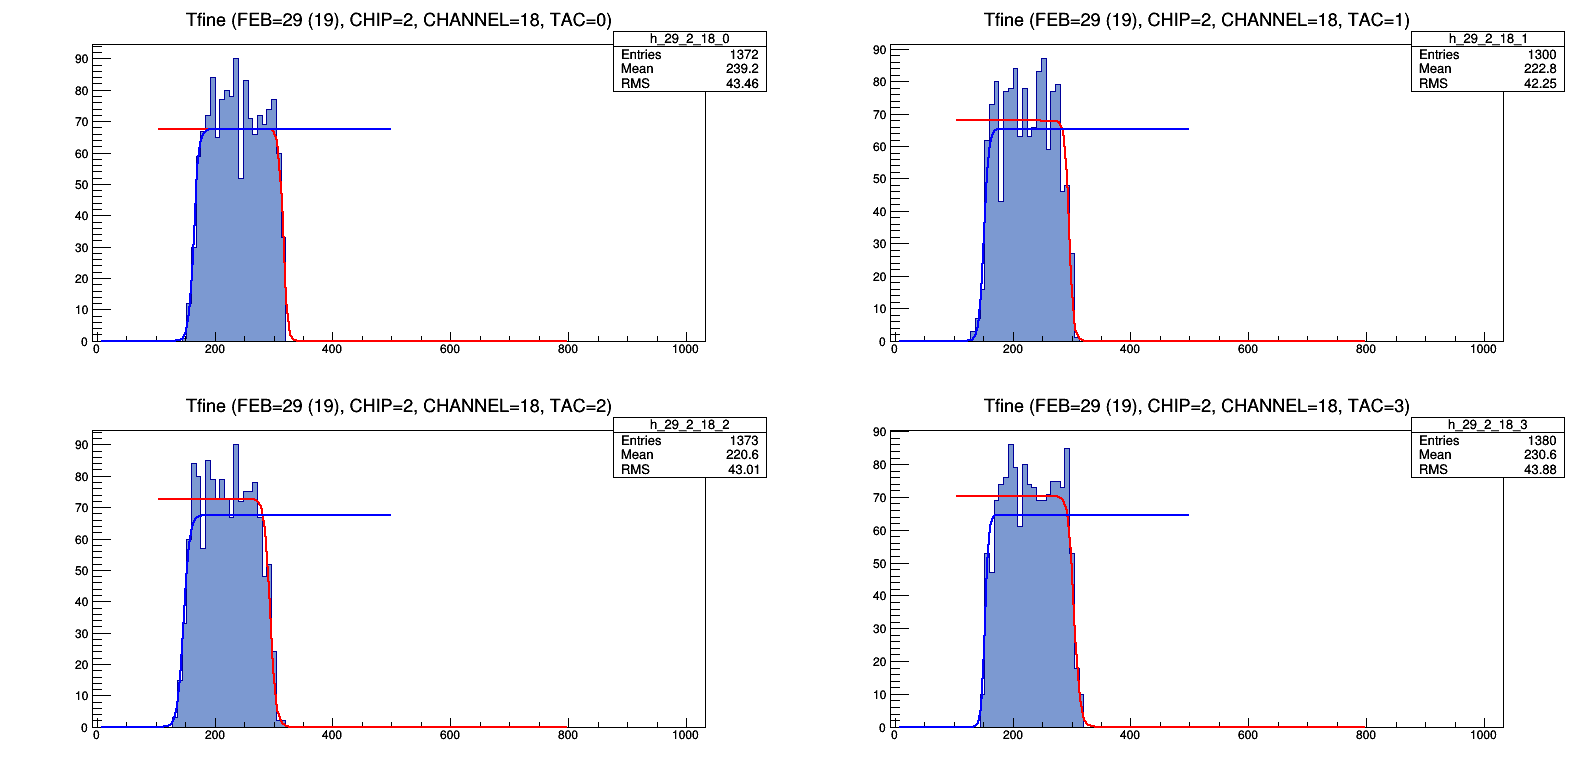 Tfine (FEB=29 (19), CHIP=2, CHANNEL=18, TAC=0)
h_29_2_18_0
Entries 1372
Mean 239.2
RMS 43.46
90
80
70
60
50
40
30
20
10
0
0 200 400 600 800 1000
Tfine (FEB=29 (19), CHIP=2, CHANNEL=18, TAC=1)
h_29_2_18_1
Entries 1300
Mean 222.8
RMS 42.25
90
80
70
60
50
40
30
20
10
0
0 200 400 600 800 1000
Tfine (FEB=29 (19), CHIP=2, CHANNEL=18, TAC=2)
h_29_2_18_2
Entries 1373
Mean 220.6
RMS 43.01
90
80
70
60
50
40
30
20
10
0
0 200 400 600 800 1000
Tfine (FEB=29 (19), CHIP=2, CHANNEL=18, TAC=3)
h_29_2_18_3
Entries 1380
Mean 230.6
RMS 43.88
90
80
70
60
50
40
30
20
10
0
0 200 400 600 800 1000